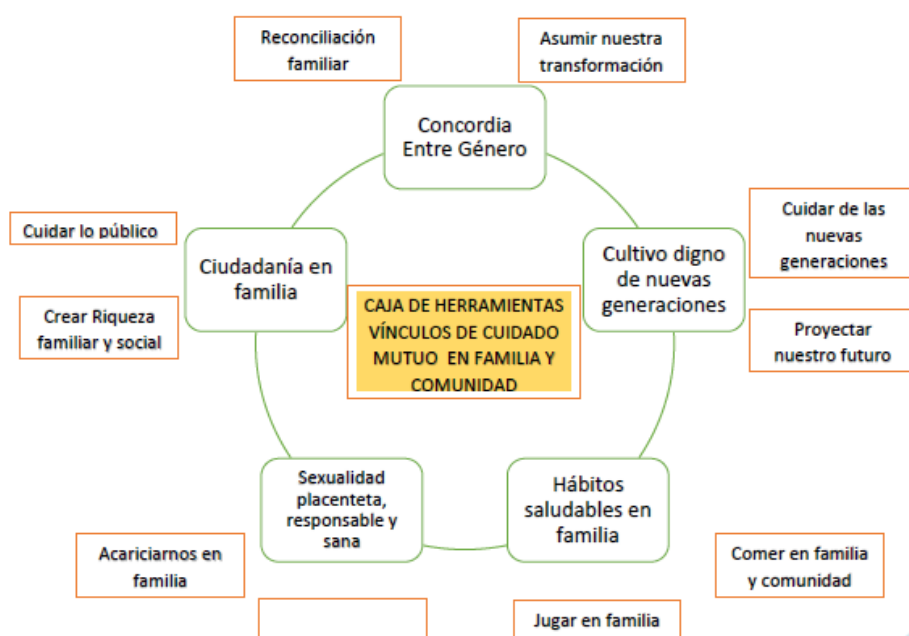 Reconciliación
familiar
Asumir nuestra
transformación
Concordia
Entre Género
Cuidar lo público
Ciudadanía en
familia
Crear Riqueza
familiar y social
CAJA DE HERRAMIENTAS
VÍNCULOS DE CUIDADO
MUTUO EN FAMILIA Y
COMUNIDAD
Cultivo digno
de nuevas
generaciones
Cuidar de las
nuevas
generaciones
Proyectar
nuestro futuro
Sexualidad
placenteta,
responsable y
sana
Hábitos
saludables en
familia
Acariciarnos en
familia
Comer en familia
y comunidad
Jugar en familia